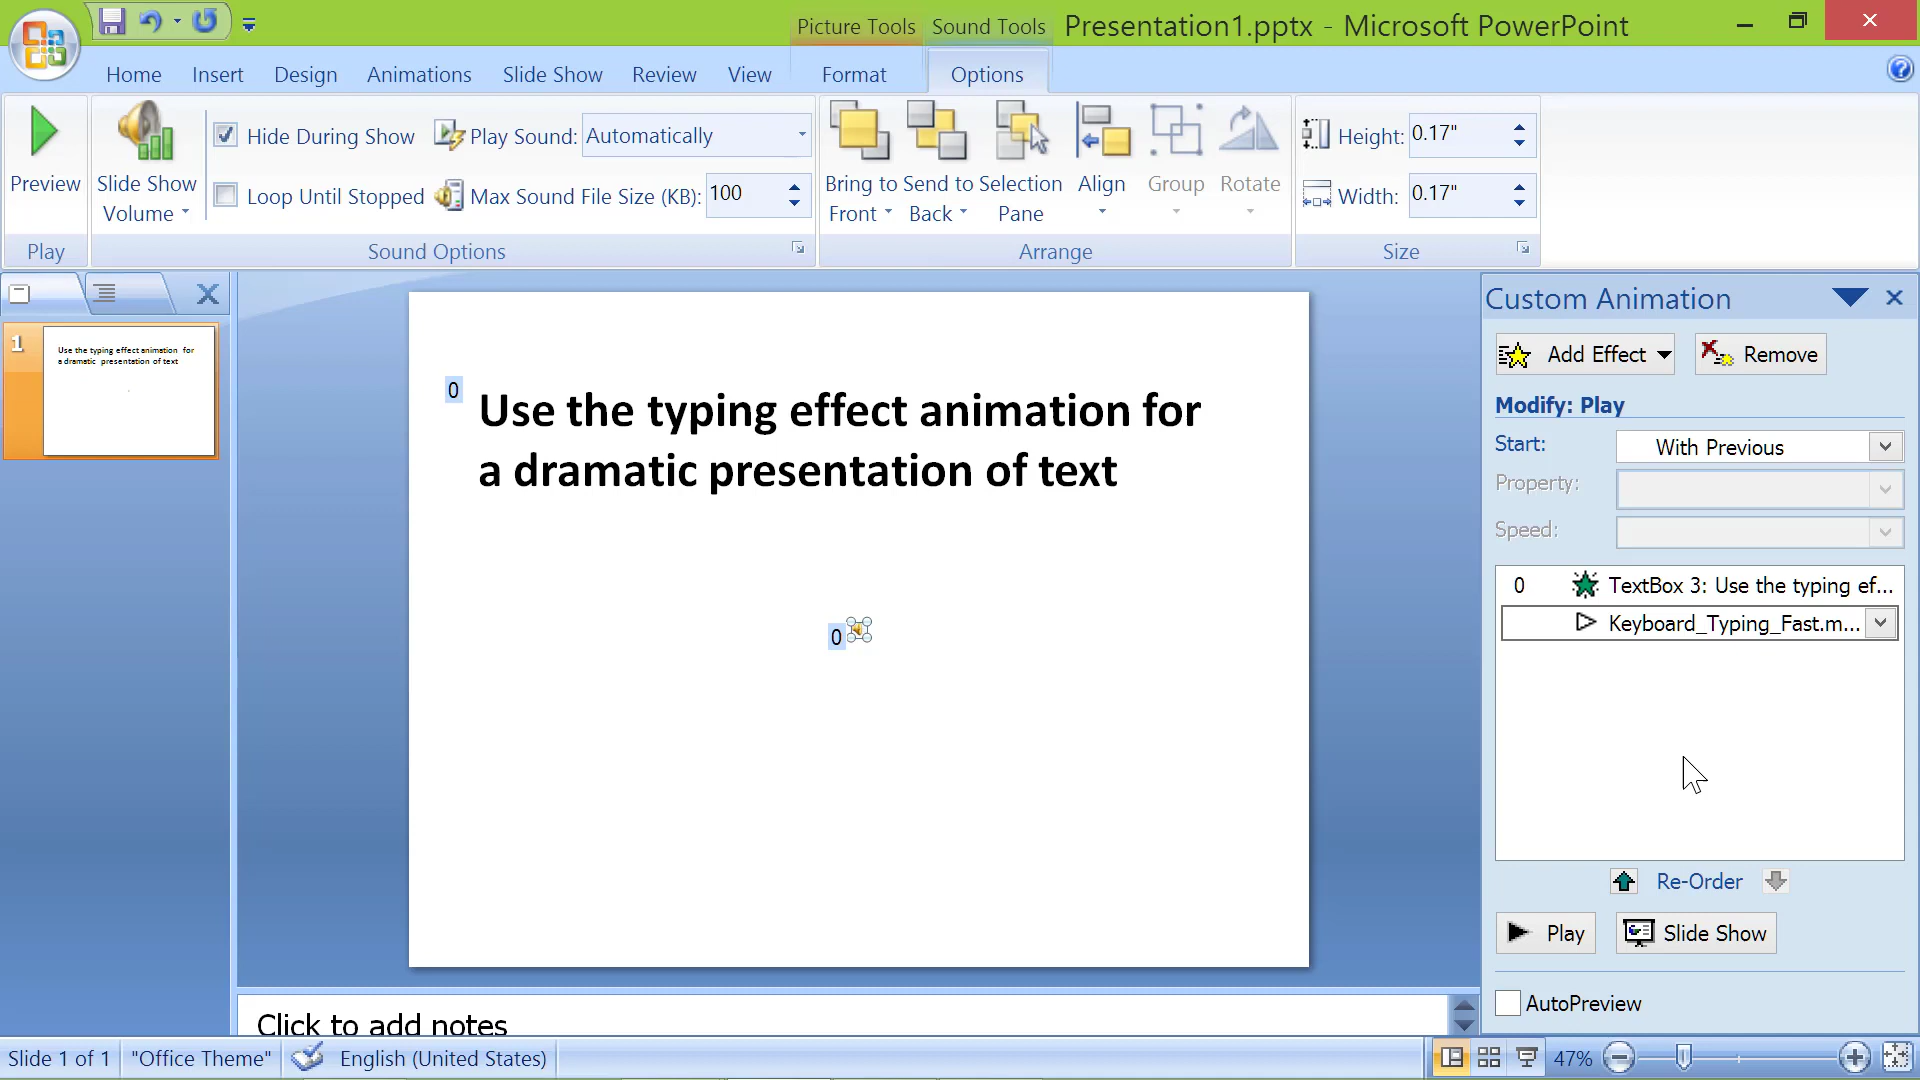 Picture Tools Sound Tools Presentation1.pptx - Microsoft PowerPoint
Home Insert Design Animations Slide Show Review View Format Options
Preview
Slide Show Volume
Hide During Show
Loop Until Stopped
Play Sound: Automatically
Max Sound File Size (KB): 100
Bring to Front
Send to Back
Selection Pane
Align
Group
Rotate
Height: 0.17"
Width: 0.17"
Play Sound Options Arrange Size
1
Use the typing effect animation for
a dramatic presentation of text
0
Use the typing effect animation for
a dramatic presentation of text
0
Click to add notes
Custom Animation
Add Effect Remove
Modify: Play
Start: With Previous
Property:
Speed:
0 TextBox 3: Use the typing ef...
Keyboard_Typing_Fast.m...
Re-Order
Play Slide Show
AutoPreview
Slide 1 of 1 "Office Theme" English (United States) 47%